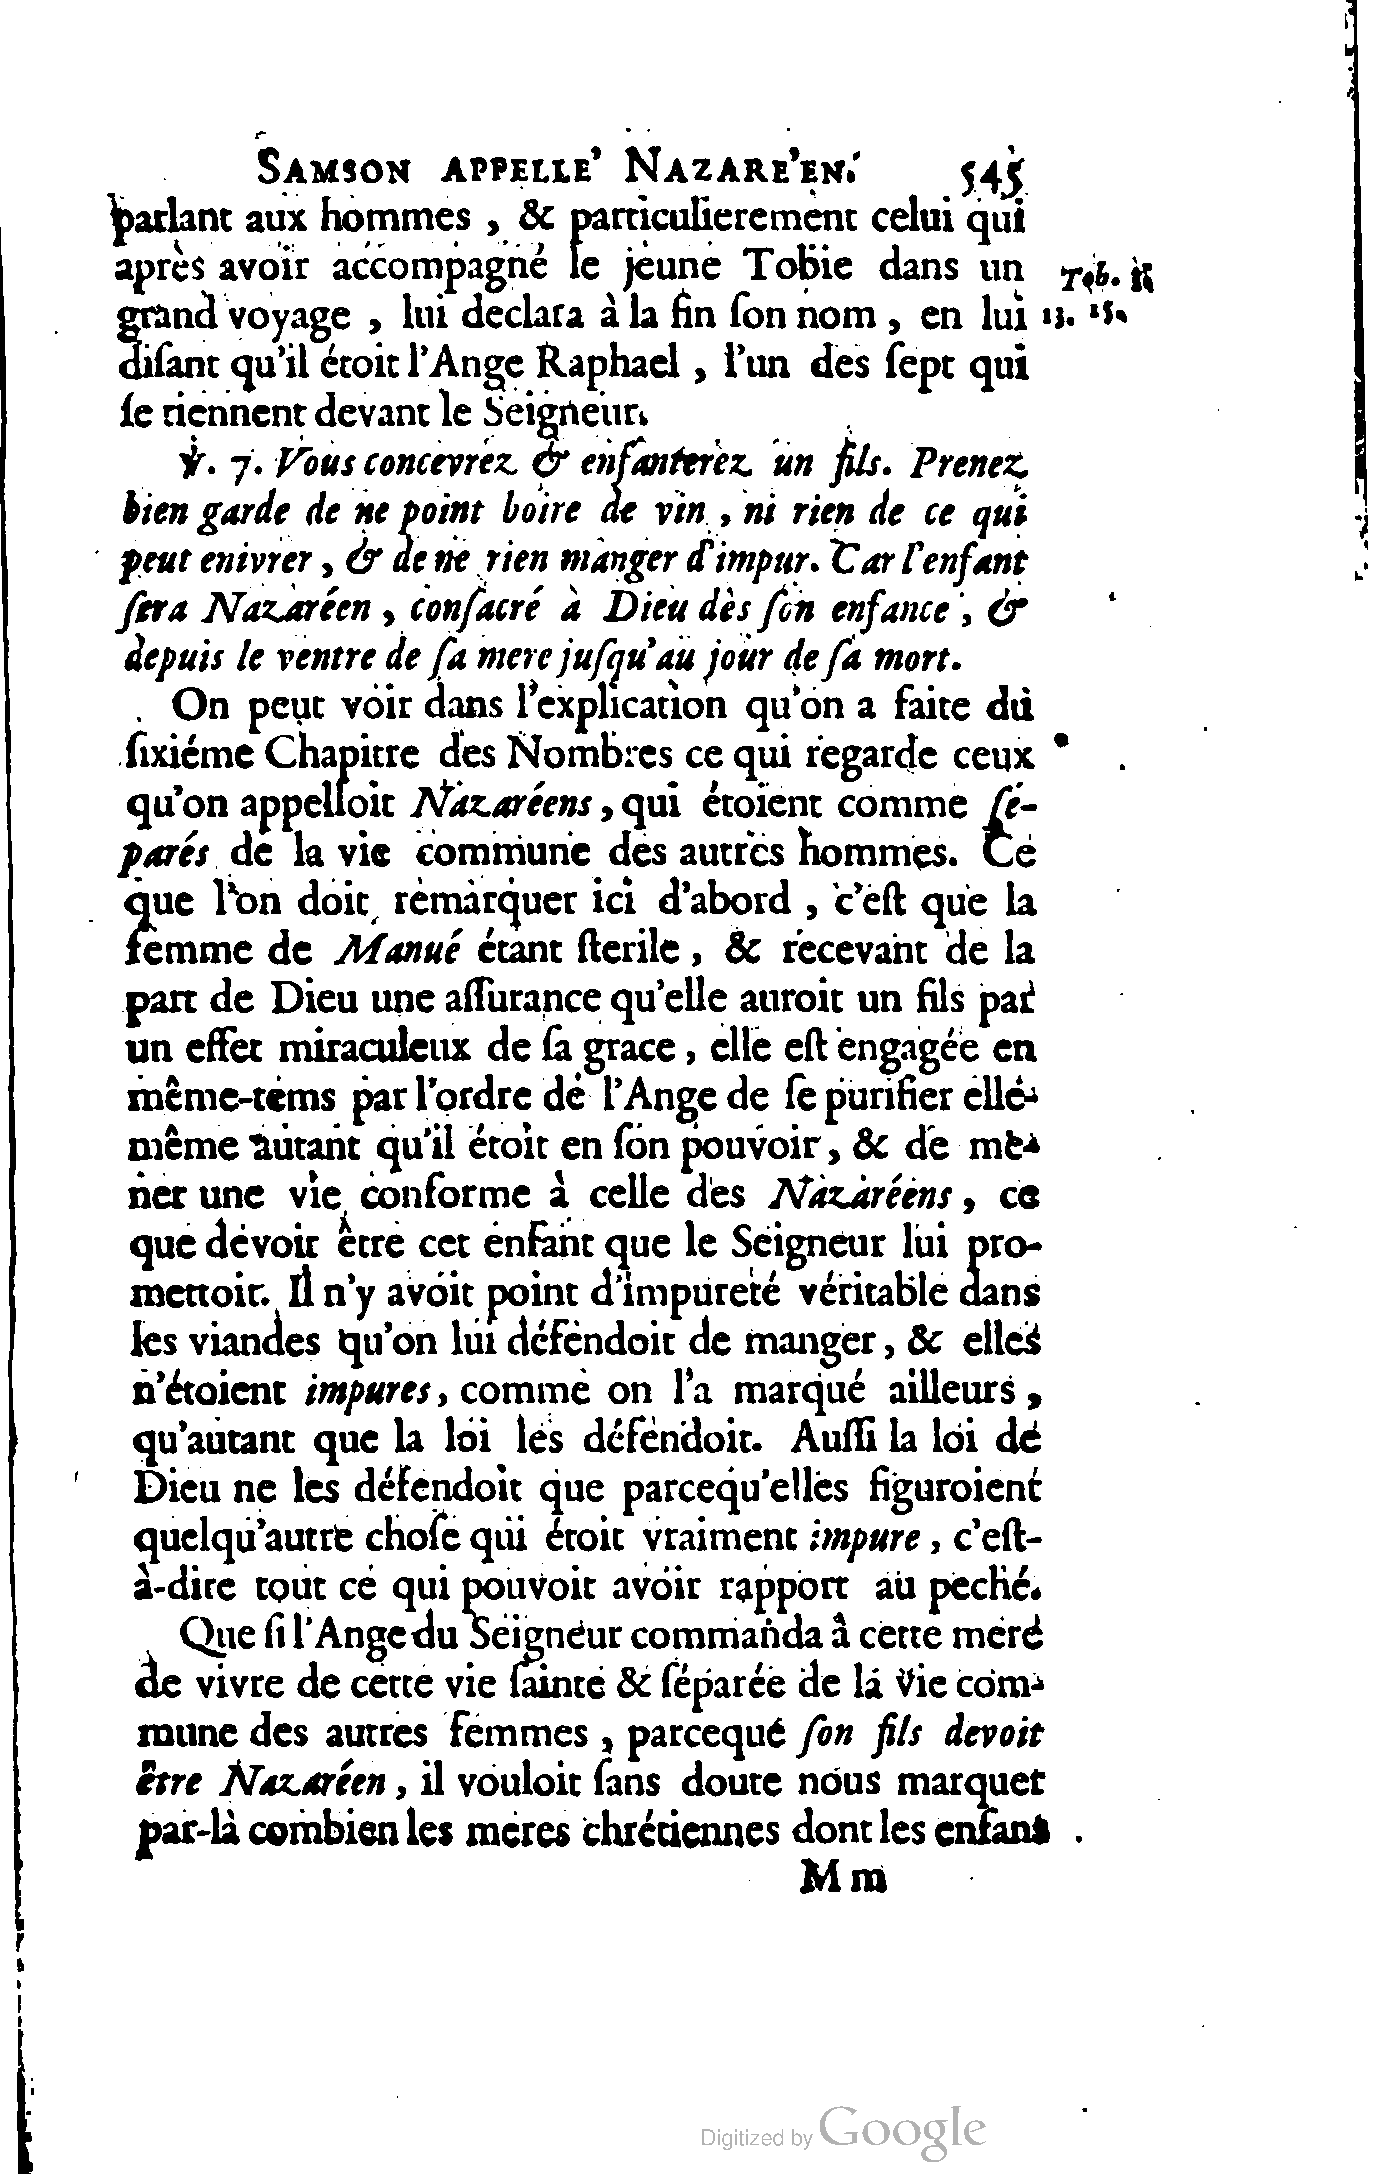 SAMSON APPELLE' NAZARE'EN. 545
parlant aux hommes, & particulierement celui qui
après avoir accompagné le jeune Tobie dans un
Tob.
grand voyage, lui declara à la fin ſon nom, en lui
15.
diſant qu'il étoit l'Ange Raphael, l'un des ſept qui
ſe tiennent devant le Seigneur.
℣. 7. Vous concevrez & enfanterez un fils. Prenez
bien garde de ne point boire de vin, ni rien de ce qui
peut enivrer, & de ne rien manger d'impur. Car l'enfant
ſera Nazaréen, conſacré à Dieu dès ſon enfance, &
depuis le ventre de ſa mere juſqu'au jour de ſa mort.
On peut voir dans l'explication qu'on a faite du
ſixiéme Chapitre des Nombres ce qui regarde ceux
qu'on appelloit Nazaréens, qui étoient comme ſé-
parés de la vie commune des autres hommes. Ce
que l'on doit remarquer ici d'abord, c'eſt que la
femme de Manué étant ſterile, & recevant de la
part de Dieu une aſſurance qu'elle auroit un fils par
un effet miraculeux de ſa grace, elle eſt engagée en
même-tems par l'ordre de l'Ange de ſe purifier elle-
même autant qu'il étoit en ſon pouvoir, & de me-
ner une vie conforme à celle des Nazaréens, ce
que devoit être cet enfant que le Seigneur lui pro-
mettoit. Il n'y avoit point d'impureté véritable dans
les viandes qu'on lui défendoit de manger, & elles
n'étoient impures, comme on l'a marqué ailleurs,
qu'autant que la loi les défendoit. Auſſi la loi de
Dieu ne les défendoit que parcequ'elles figuroient
quelqu'autre choſe qui étoit vraiment impure, c'eſt-
à-dire tout ce qui pouvoit avoir rapport au peché.
Que ſi l'Ange du Seigneur commanda à cette mere
de vivre de cette vie ſainte & ſéparée de la vie com-
mune des autres femmes, parceque ſon fils devoit
être Nazaréen, il vouloit ſans doute nous marquer
par-là combien les meres chrétiennes dont les enfans
M m
Digitized by Google